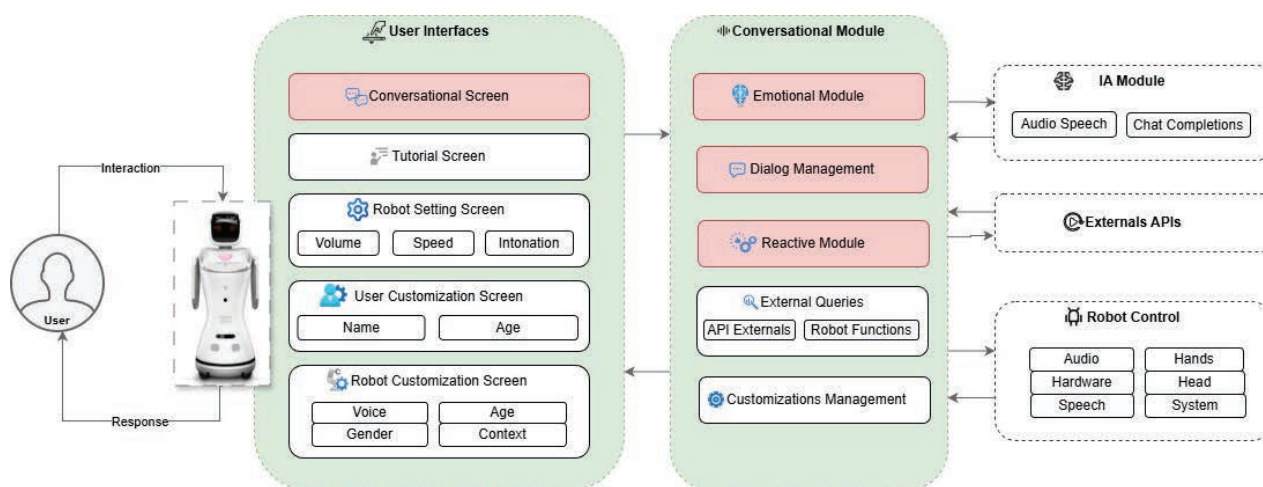 User Interfaces
Conversational Screen
Tutorial Screen
Robot Setting Screen
Volume
Speed
Intonation
User Customization Screen
Name
Age
Robot Customization Screen
Voice
Age
Gender
Context
Interaction
User
Response
Conversational Module
Emotional Module
Dialog Management
Reactive Module
External Queries
API Externals
Robot Functions
Customizations Management
IA Module
Audio Speech
Chat Completions
Externals APIs
Robot Control
Audio
Hands
Hardware
Head
Speech
System